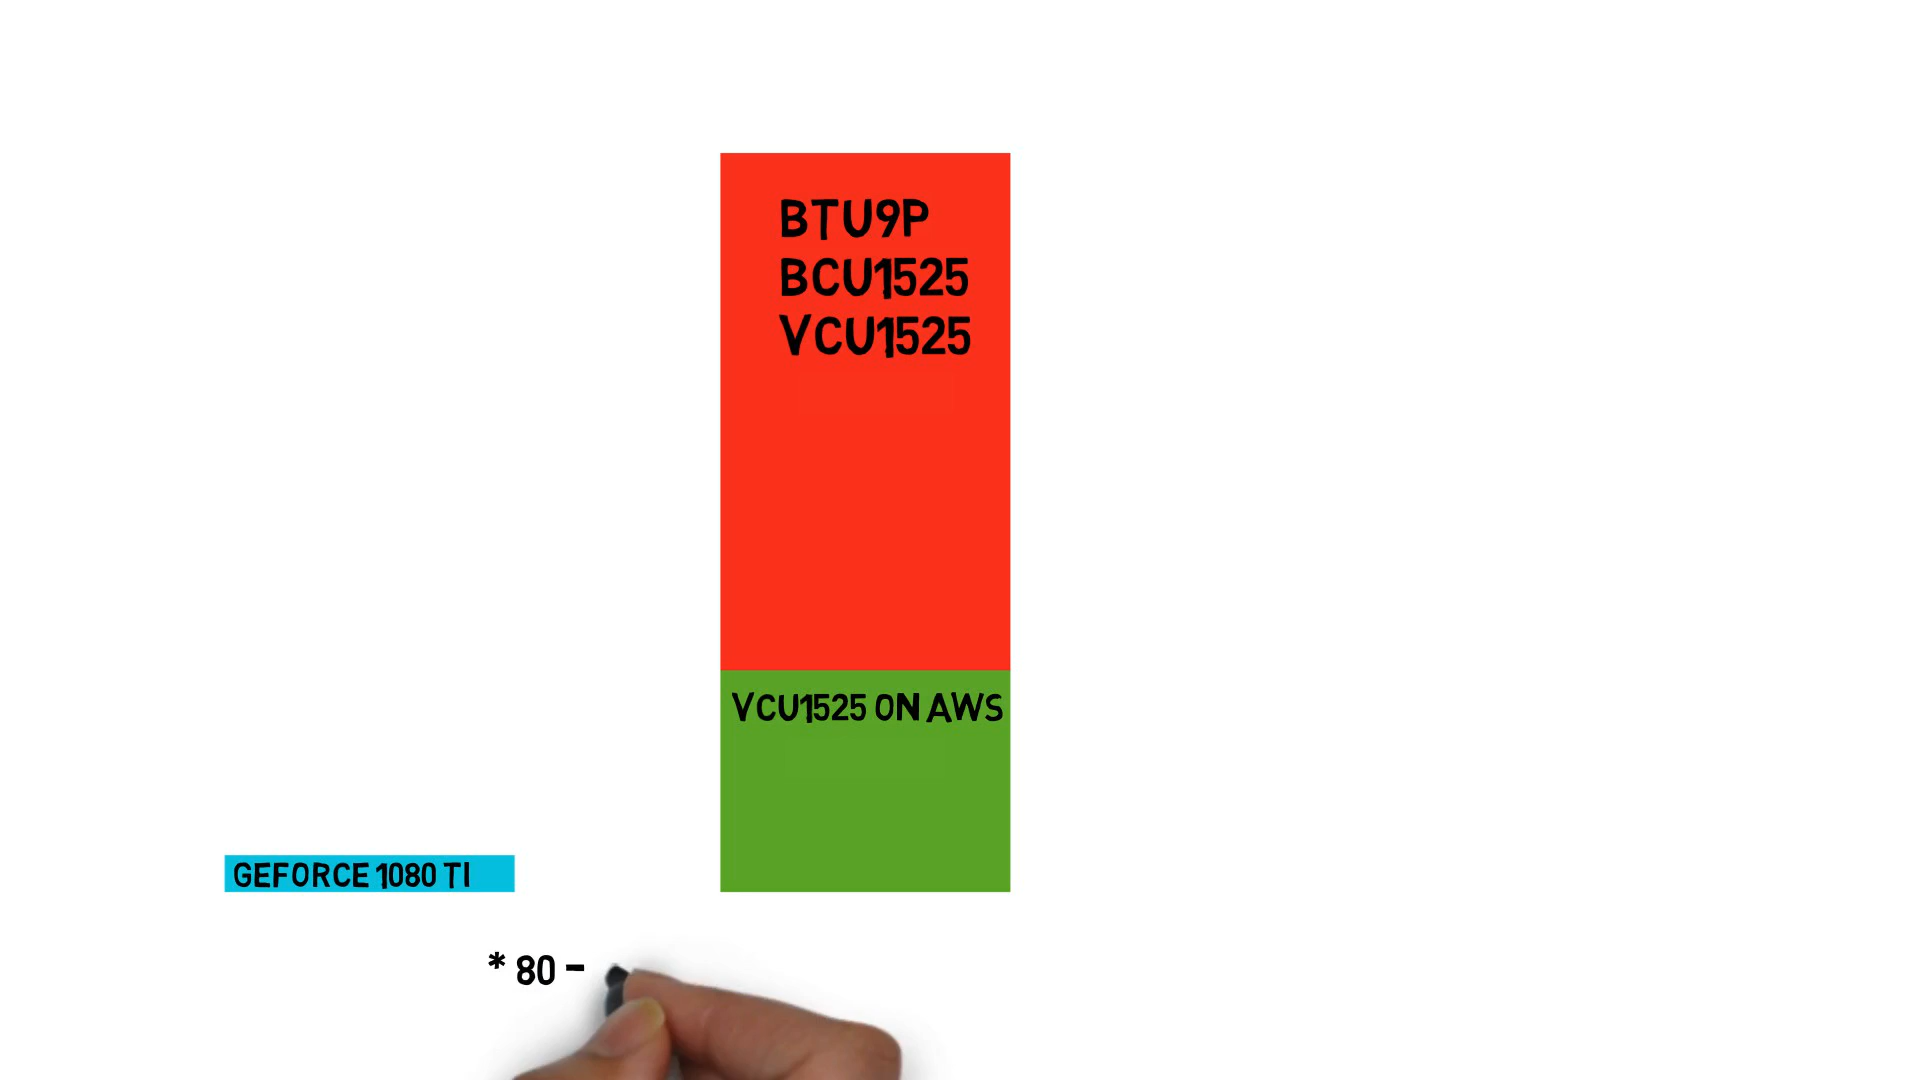 BTU9P
BCU1525
VCU1525
VCU1525 ON AWS
GEFORCE 1080 TI
* 80 -